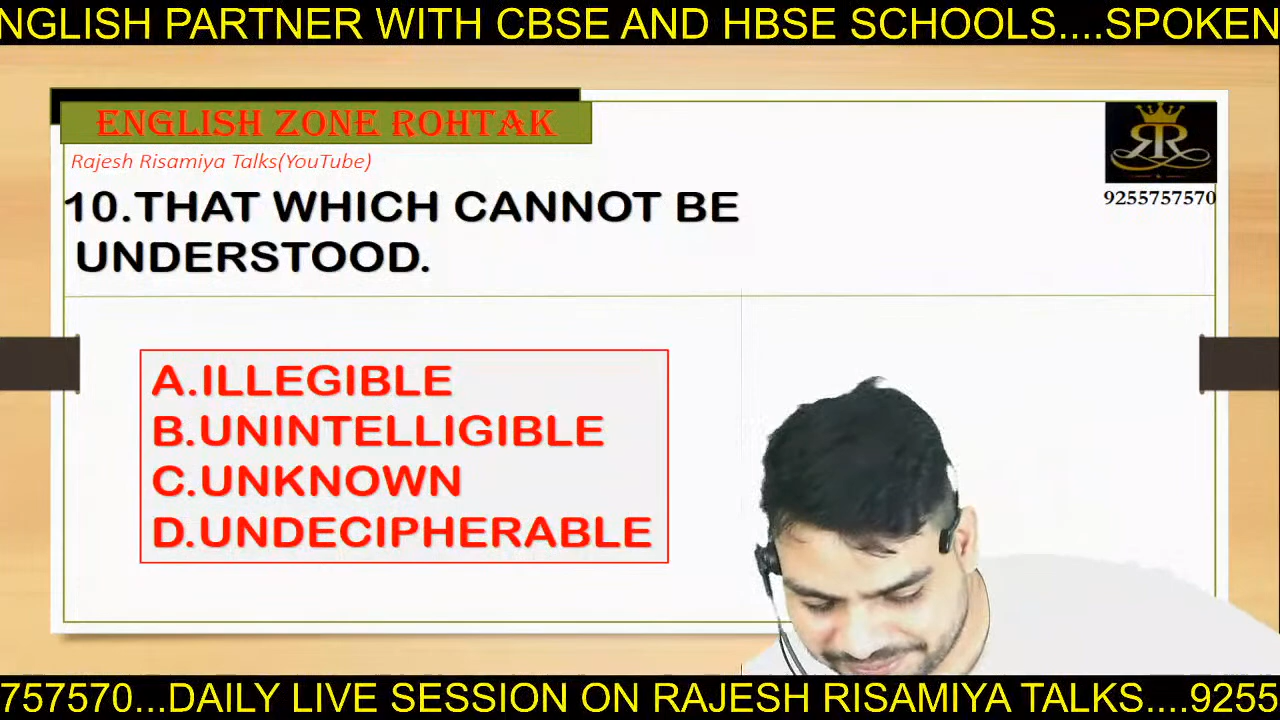 NGLISH PARTNER WITH CBSE AND HBSE SCHOOLS....SPOKEN
ENGLISH ZONE ROHTAK
Rajesh Risamiya Talks(YouTube)
RR
9255757570
10.THAT WHICH CANNOT BE
UNDERSTOOD.
A.ILLEGIBLE
B.UNINTELLIGIBLE
C.UNKNOWN
D.UNDECIPHERABLE
757570...DAILY LIVE SESSION ON RAJESH RISAMIYA TALKS....9255